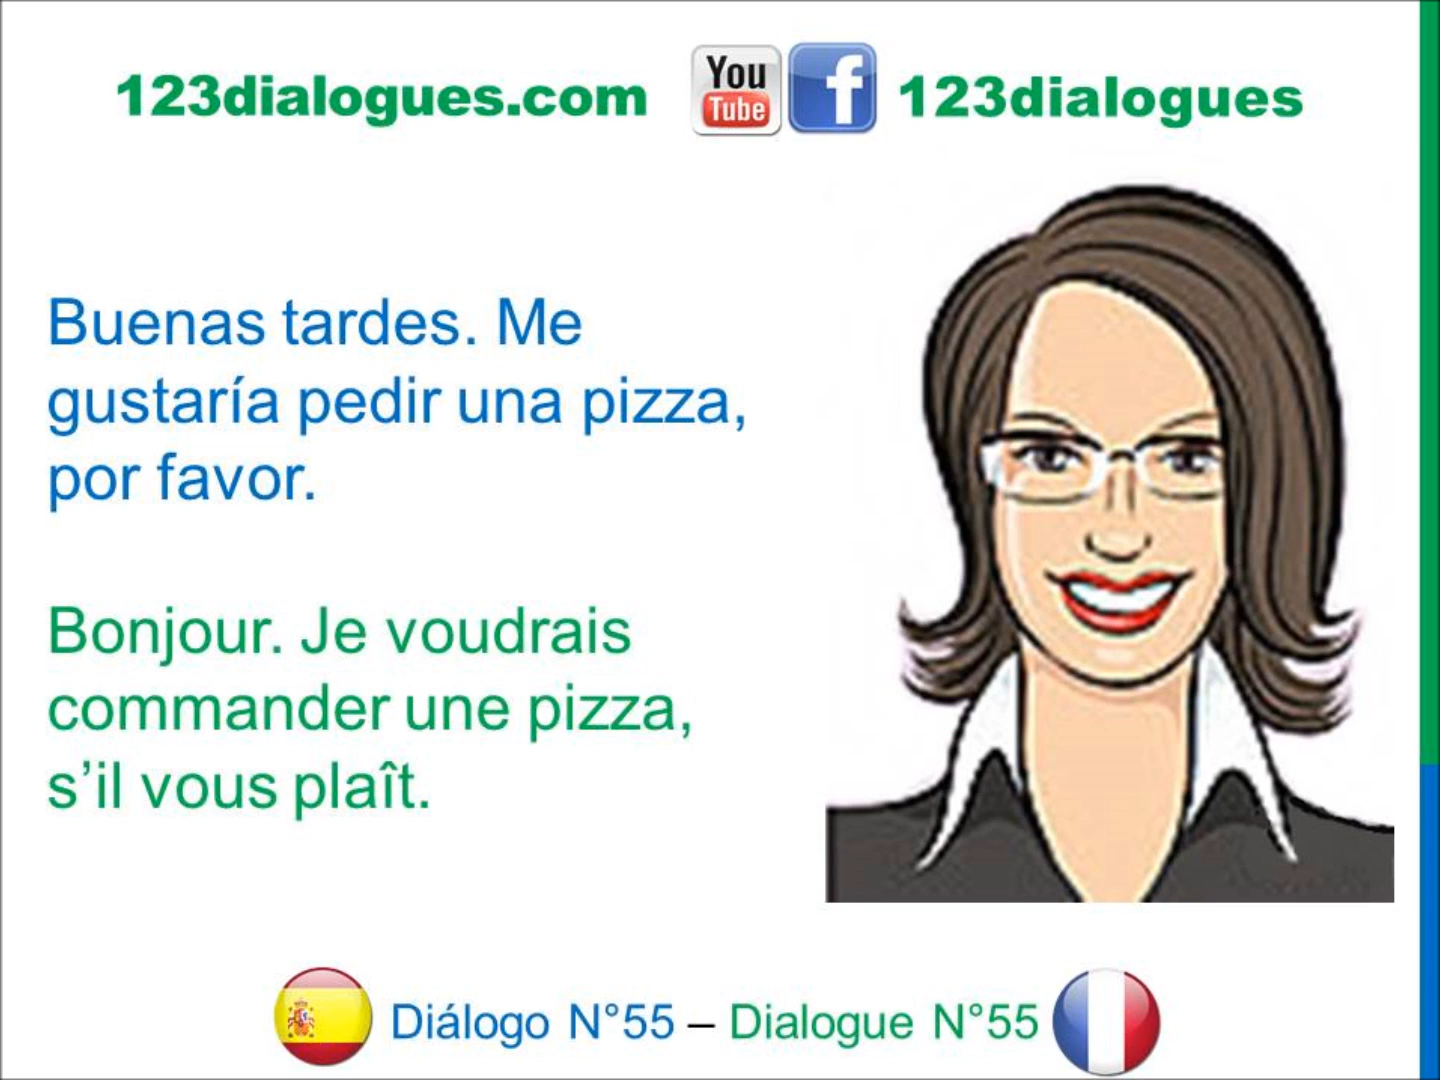 123dialogues.com
You
Tube
f
123dialogues
Buenas tardes. Me
gustaría pedir una pizza,
por favor.
Bonjour. Je voudrais
commander une pizza,
s’il vous plaît.
Diálogo N°55 – Dialogue N°55